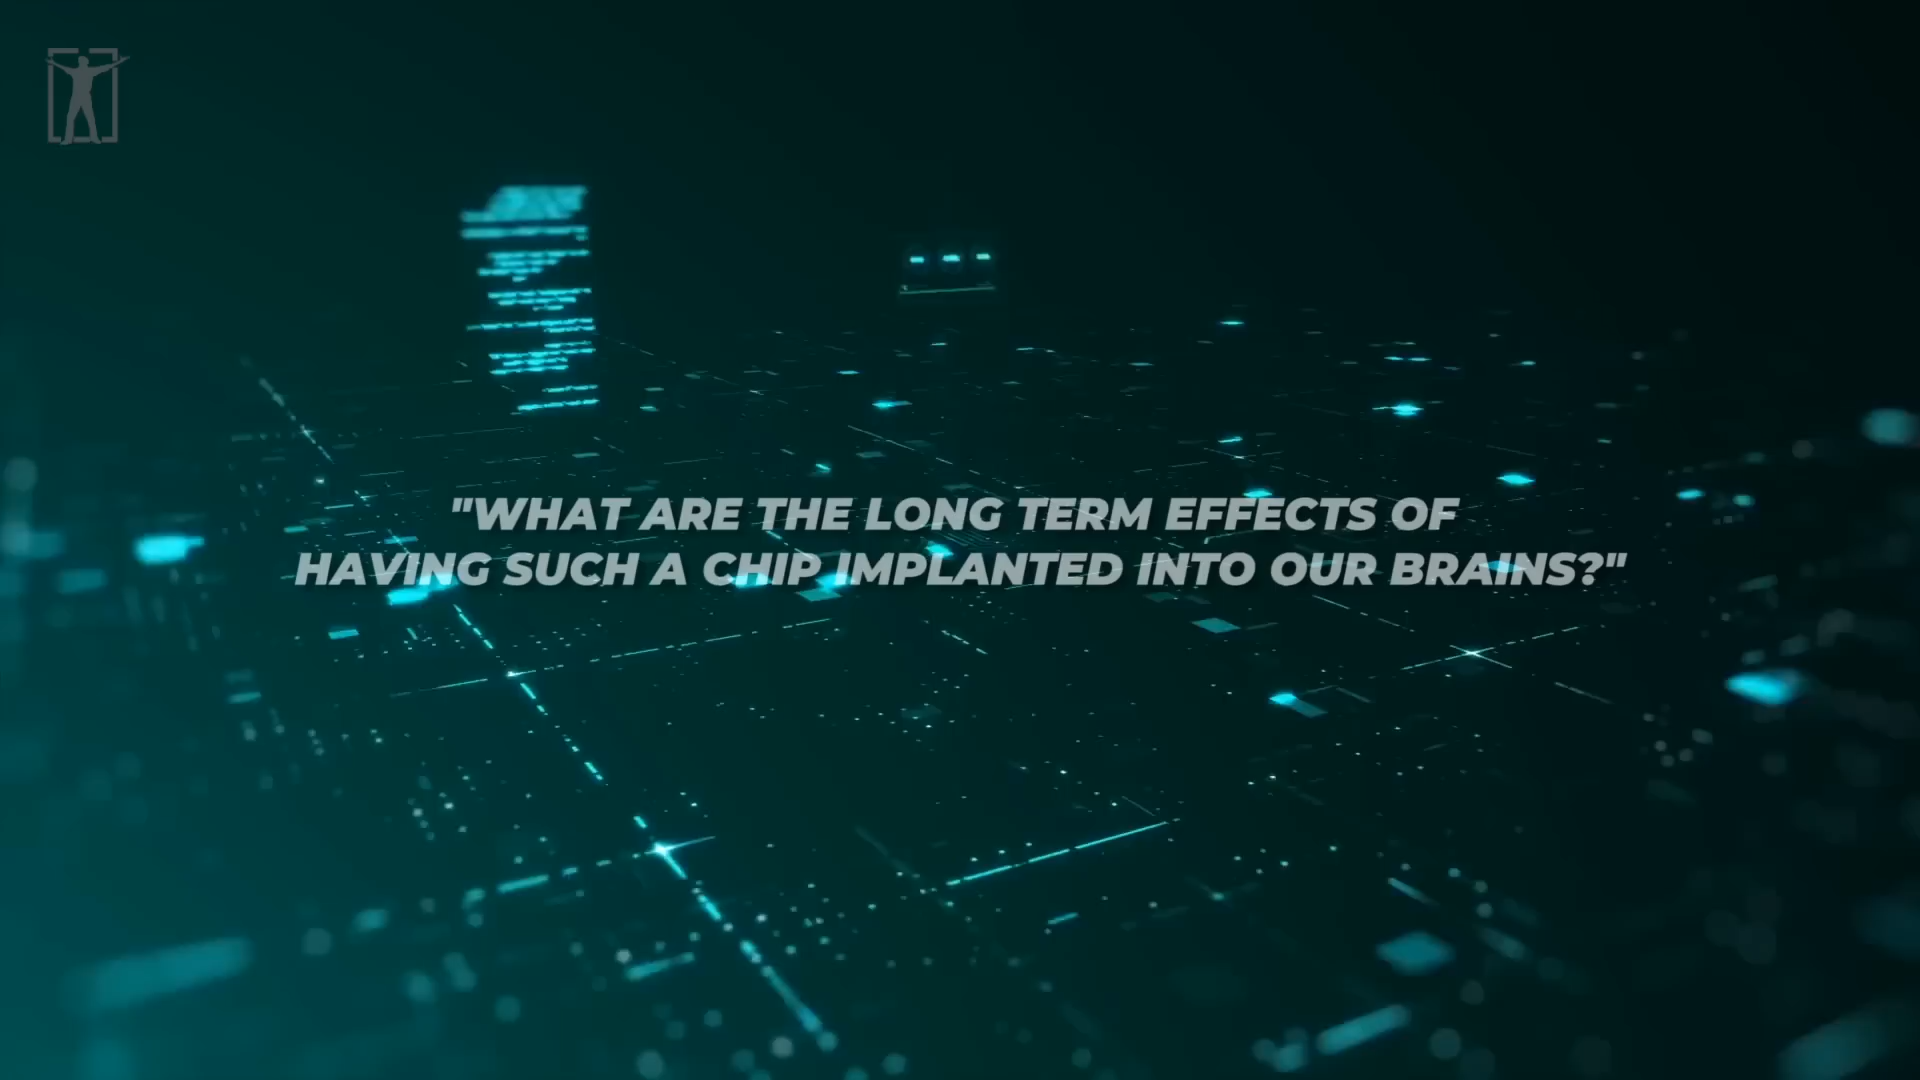 "WHAT ARE THE LONG TERM EFFECTS OF
HAVING SUCH A CHIP IMPLANTED INTO OUR BRAINS?"